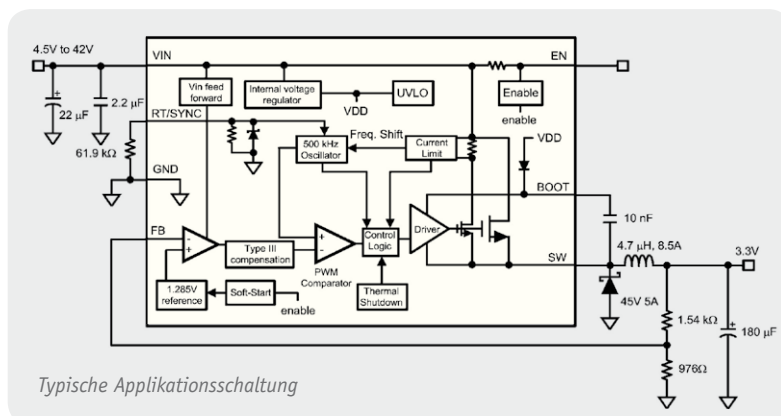 4.5V to 42V
VIN
EN
Vin feed
forward
Internal voltage
regulator
UVLO
VDD
Enable
enable
22 µF
2.2 µF
RT/SYNC
61.9 kΩ
GND
500 kHz
Oscillator
Freq. Shift
Current
Limit
VDD
BOOT
10 nF
FB
-
+
Type III
compensation
+
-
PWM
Comparator
Control
Logic
Driver
SW
4.7 µH, 8.5A
3.3V
1.285V
reference
Soft-Start
enable
Thermal
Shutdown
45V 5A
1.54 kΩ
180 µF
976Ω
Typische Applikationsschaltung